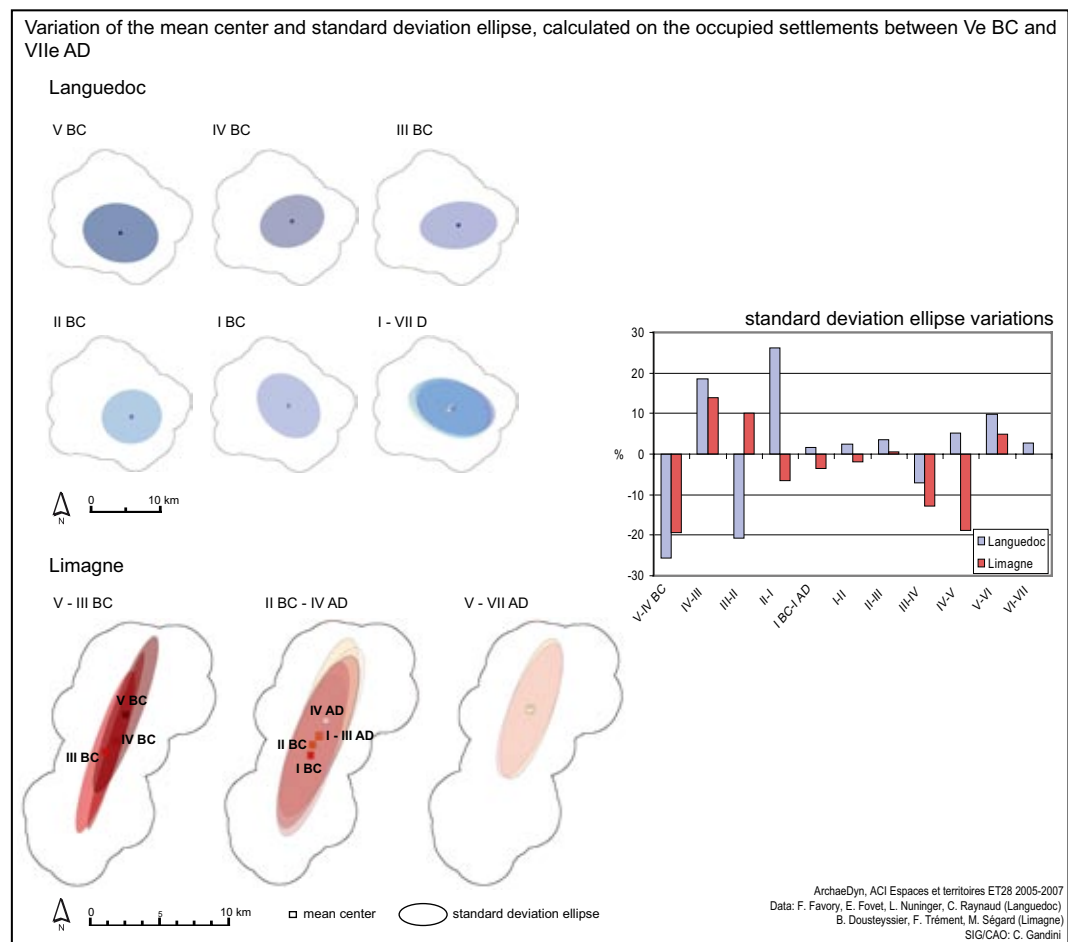 Variation of the mean center and standard deviation ellipse, calculated on the occupied settlements between Ve BC and
VIIe AD
Languedoc
V BC
IV BC
III BC
II BC
I BC
I - VII D
N
0
10 km
standard deviation ellipse variations
30
20
10
%
0
-10
-20
-30
Languedoc
Limagne
V-IV BC
IV-III
III-II
II-I
I BC-I AD
I-II
II-III
III-IV
IV-V
V-VI
VI-VII
Limagne
V - III BC
II BC - IV AD
V - VII AD
V BC
IV BC
III BC
IV AD
I - III AD
II BC
I BC
N
0
5
10 km
mean center
standard deviation ellipse
ArchaeDyn, ACI Espaces et territoires ET28 2005-2007
Data: F. Favory, E. Fovet, L. Nuninger, C. Raynaud (Languedoc)
B. Dousteyssier, F. Trément, M. Ségard (Limagne)
SIG/CAO: C. Gandini